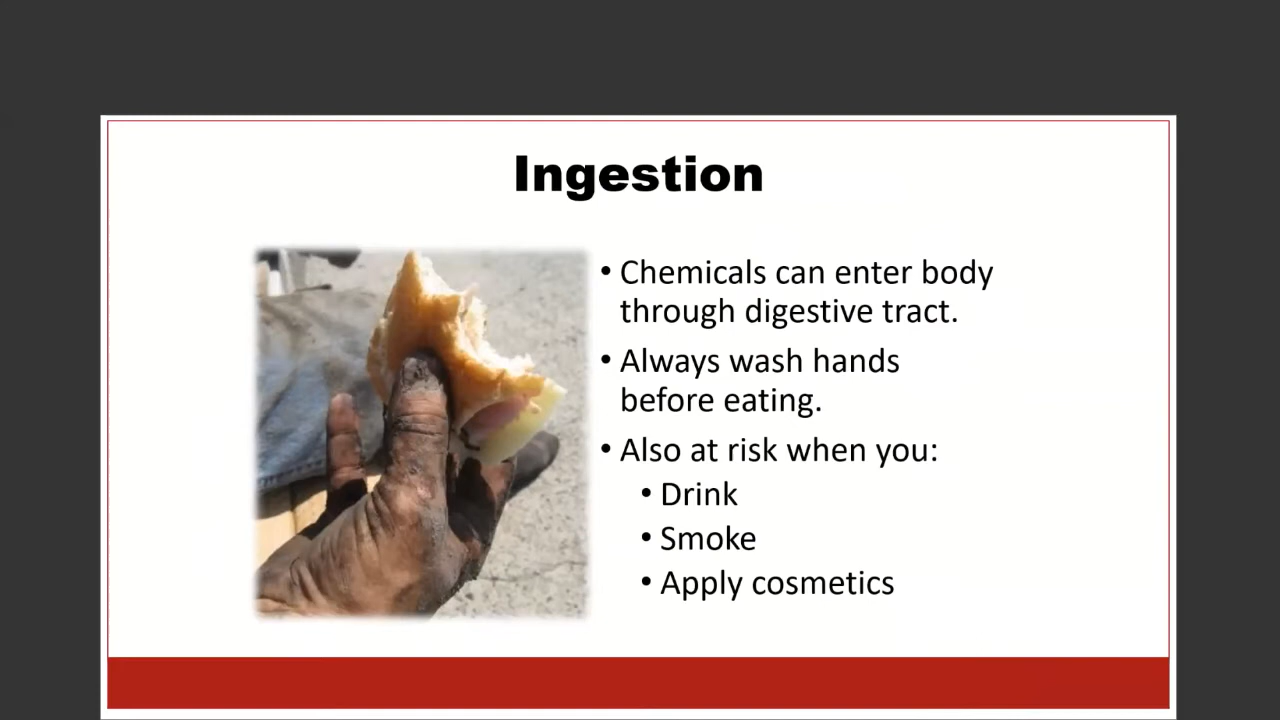 Ingestion
• Chemicals can enter body
through digestive tract.
• Always wash hands
before eating.
• Also at risk when you:
• Drink
• Smoke
• Apply cosmetics